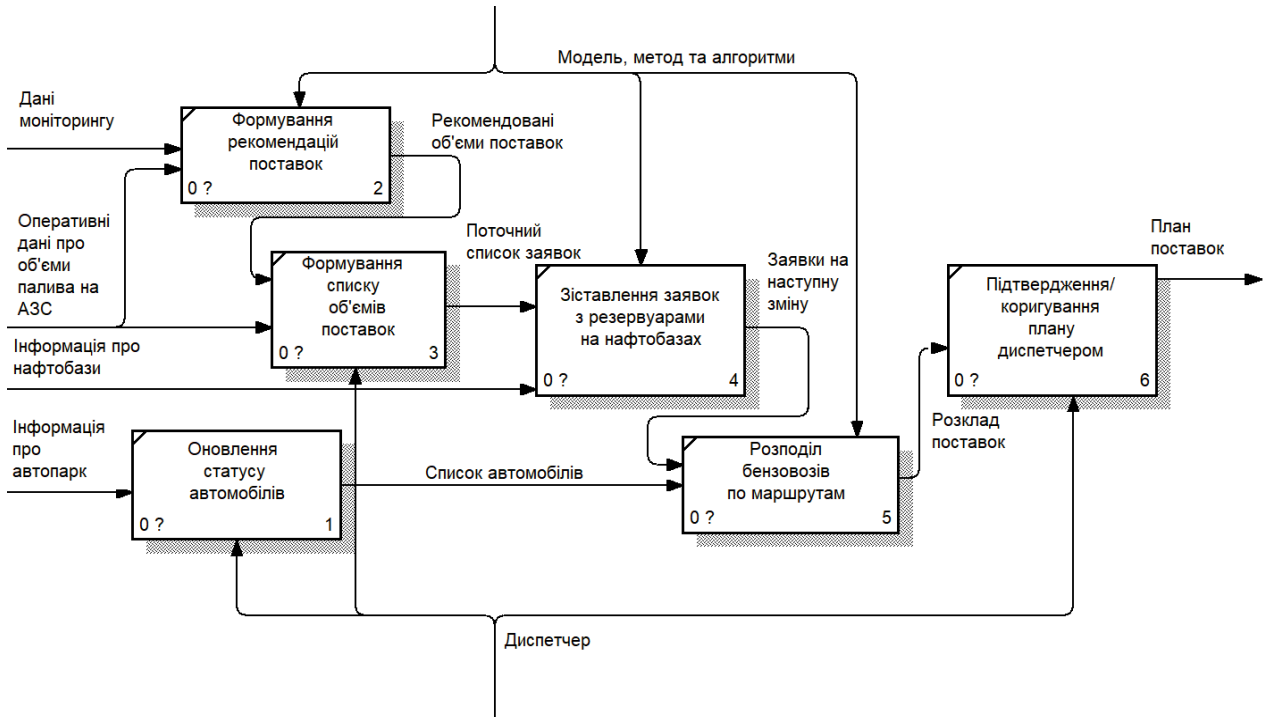 Модель, метод та алгоритми
Дані
моніторингу
Формування
рекомендацій
поставок
0 ?
2
Рекомендовані
об'єми поставок
Оперативні
дані про
об'єми
палива на
АЗС
Формування
списку
об'ємів
поставок
0 ?
3
Поточний
список заявок
Зіставлення заявок
з резервуарами
на нафтобазах
0 ?
4
Заявки на
наступну
зміну
Підтвердження/
коригування
плану
диспетчером
0 ?
6
План
поставок
Інформація про
нафтобази
Інформація
про
автопарк
Оновлення
статусу
автомобілів
0 ?
1
Список автомобілів
Розподіл
бензовозів
по маршрутам
0 ?
5
Розклад
поставок
Диспетчер